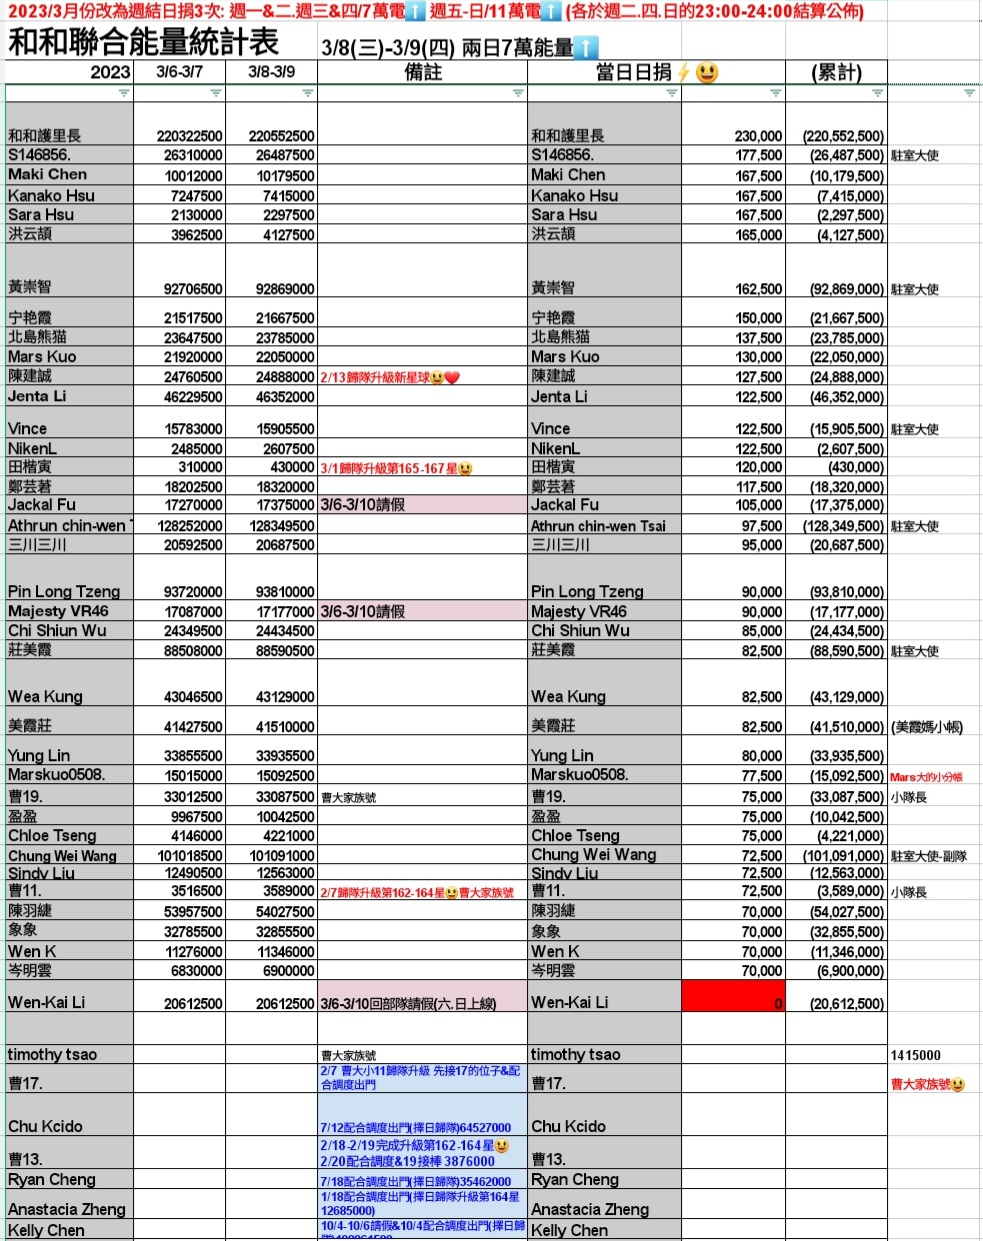 2023/3月份改為週結日捐3次: 週一&二.週三&四/7萬電⬆️ 週五-日/11萬電⬆️ (各於週二.四.日的23:00-24:00結算公佈)
和和聯合能量統計表 3/8(三)-3/9(四) 兩日7萬能量⬆️
2023 3/6-3/7 3/8-3/9 備註 當日日捐⚡😃 (累計)
和和護里長 220322500 220552500 和和護里長 230,000 (220,552,500)
S146856. 26310000 26487500 S146856. 177,500 (26,487,500) 駐室大使
Maki Chen 10012000 10179500 Maki Chen 167,500 (10,179,500)
Kanako Hsu 7247500 7415000 Kanako Hsu 167,500 (7,415,000)
Sara Hsu 2130000 2297500 Sara Hsu 167,500 (2,297,500)
洪云頡 3962500 4127500 洪云頡 165,000 (4,127,500)
黃崇智 92706500 92869000 黃崇智 162,500 (92,869,000) 駐室大使
宁艳霞 21517500 21667500 宁艳霞 150,000 (21,667,500)
北島熊猫 23647500 23785000 北島熊猫 137,500 (23,785,000)
Mars Kuo 21920000 22050000 Mars Kuo 130,000 (22,050,000)
陳建誠 24760500 24888000 2/13歸隊升級新星球😃❤️ 陳建誠 127,500 (24,888,000)
Jenta Li 46229500 46352000 Jenta Li 122,500 (46,352,000)
Vince 15783000 15905500 Vince 122,500 (15,905,500) 駐室大使
NikenL 2485000 2607500 NikenL 122,500 (2,607,500)
田楷寅 310000 430000 3/1歸隊升級第165-167星😃 田楷寅 120,000 (430,000)
鄭芸茗 18202500 18320000 鄭芸茗 117,500 (18,320,000)
Jackal Fu 17270000 17375000 3/6-3/10請假 Jackal Fu 105,000 (17,375,000)
Athrun chin-wen 128252000 128349500 Athrun chin-wen Tsai 97,500 (128,349,500) 駐室大使
三川三川 20592500 20687500 三川三川 95,000 (20,687,500)
Pin Long Tzeng 93720000 93810000 Pin Long Tzeng 90,000 (93,810,000)
Majesty VR46 17087000 17177000 3/6-3/10請假 Majesty VR46 90,000 (17,177,000)
Chi Shiun Wu 24349500 24434500 Chi Shiun Wu 85,000 (24,434,500)
莊美霞 88508000 88590500 莊美霞 82,500 (88,590,500) 駐室大使
Wea Kung 43046500 43129000 Wea Kung 82,500 (43,129,000)
美霞莊 41427500 41510000 美霞莊 82,500 (41,510,000) (美霞媽小帳)
Yung Lin 33855500 33935500 Yung Lin 80,000 (33,935,500)
Marskuo0508. 15015000 15092500 Marskuo0508. 77,500 (15,092,500) Mars大的小分帳
曹19. 33012500 33087500 曹大家族號 曹19. 75,000 (33,087,500) 小隊長
盈盈 9967500 10042500 盈盈 75,000 (10,042,500)
Chloe Tseng 4146000 4221000 Chloe Tseng 75,000 (4,221,000)
Chung Wei Wang 101018500 101091000 Chung Wei Wang 72,500 (101,091,000) 駐室大使-副隊
Sindy Liu 12490500 12563000 Sindy Liu 72,500 (12,563,000)
曹11. 3516500 3589000 2/7歸隊升級第162-164星😃曹大家族號 曹11. 72,500 (3,589,000) 小隊長
陳羽緁 53957500 54027500 陳羽緁 70,000 (54,027,500)
象象 32785500 32855500 象象 70,000 (32,855,500)
Wen K 11276000 11346000 Wen K 70,000 (11,346,000)
岑明雲 6830000 6900000 岑明雲 70,000 (6,900,000)
Wen-Kai Li 20612500 20612500 3/6-3/10回部隊請假(六.日上線) Wen-Kai Li 0 (20,612,500)
timothy tsao 曹大家族號 timothy tsao 1415000
曹17. 2/7 曹大小11歸隊升級 先接17的位子&配
合調度出門 曹17. 曹大家族號😃
Chu Kcido 7/12配合調度出門(擇日歸隊)64527000 Chu Kcido
2/18-2/19完成升級第162-164星😃
曹13. 2/20配合調度&19接棒 3876000 曹13.
Ryan Cheng 7/18配合調度出門(擇日歸隊)35462000 Ryan Cheng
1/18配合調度出門(擇日歸隊升級第164星
Anastacia Zheng 12685000) Anastacia Zheng
Kelly Chen 10/4-10/6請假&10/4配合調度出門(擇日歸 Kelly Chen